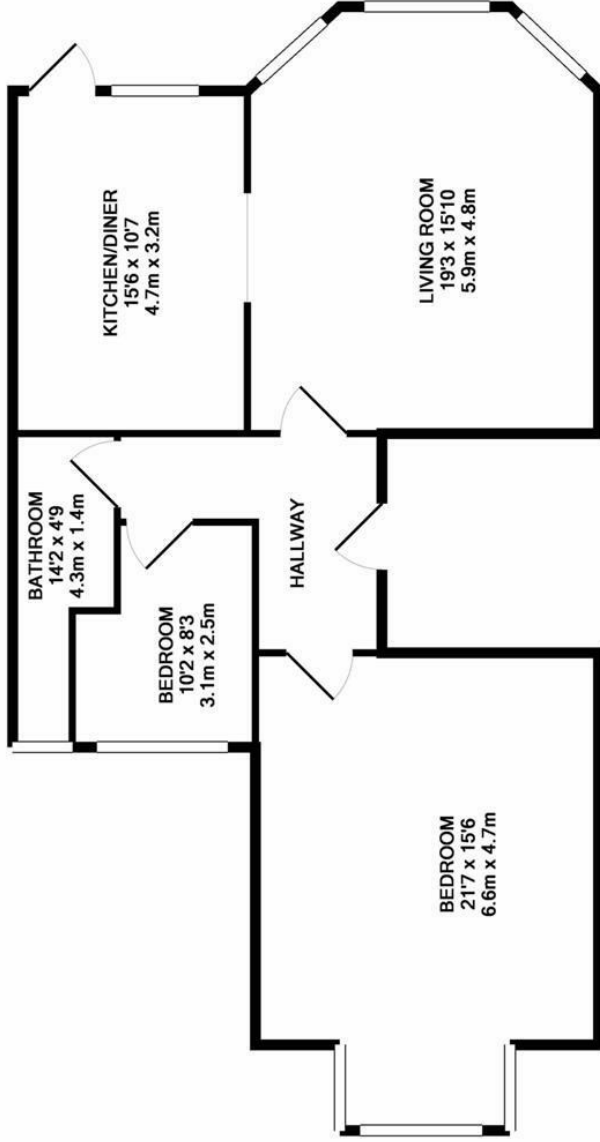 KITCHEN/DINER
15'6 x 10'7
4.7m x 3.2m
LIVING ROOM
19'3 x 15'10
5.9m x 4.8m
BATHROOM
14'2 x 4'9
4.3m x 1.4m
HALLWAY
BEDROOM
10'2 x 8'3
3.1m x 2.5m
BEDROOM
21'7 x 15'6
6.6m x 4.7m